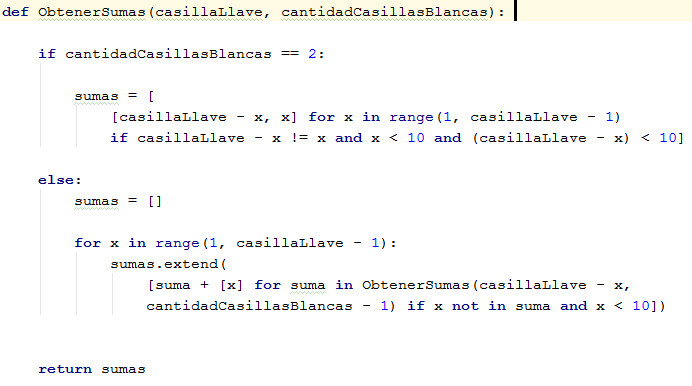 def ObtenerSumas(casillaLlave, cantidadCasillasBlancas):
if cantidadCasillasBlancas == 2:
sumas = [
[casillaLlave - x, x] for x in range(1, casillaLlave - 1)
if casillaLlave - x != x and x < 10 and (casillaLlave - x) < 10]
else:
sumas = []
for x in range(1, casillaLlave - 1):
sumas.extend(
[suma + [x] for suma in ObtenerSumas(casillaLlave - x,
cantidadCasillasBlancas - 1) if x not in suma and x < 10])
return sumas